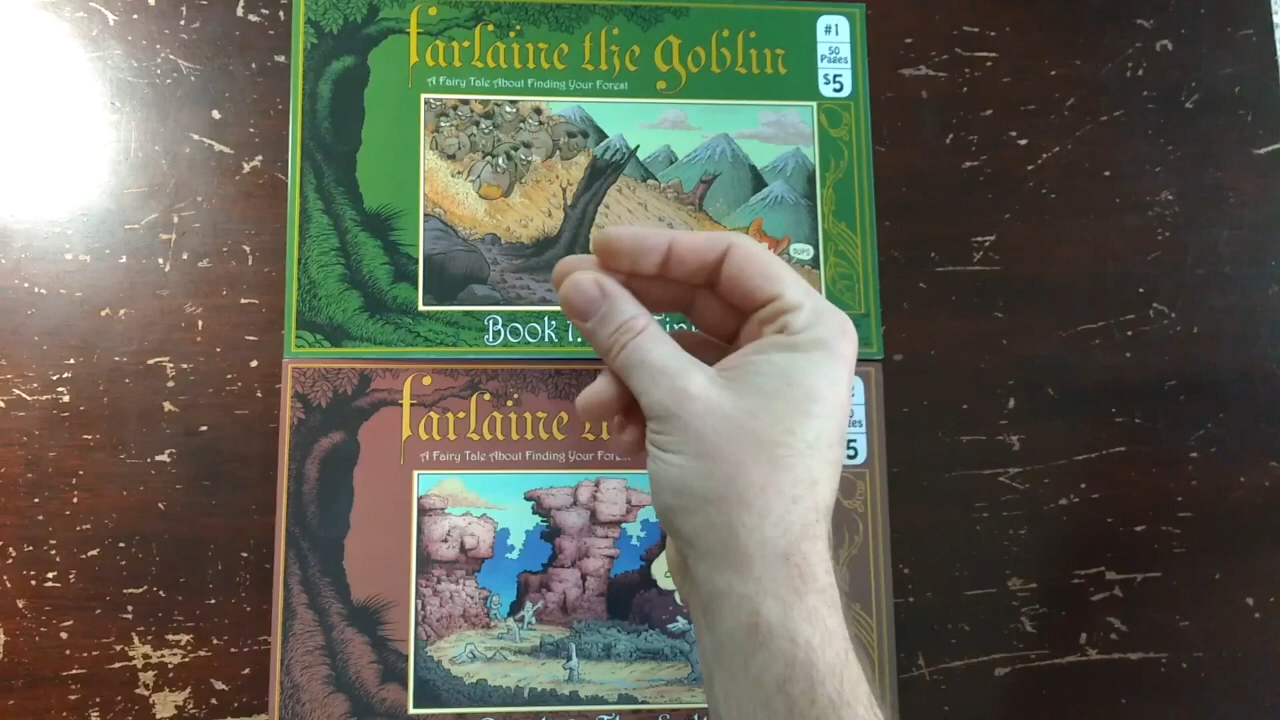 farlaine the goblin
A Fairy Tale About Finding Your Forest
#1
50
Pages
$5
OOPS
Book 1:
farlaine
A Fairy Tale About Finding Your
5